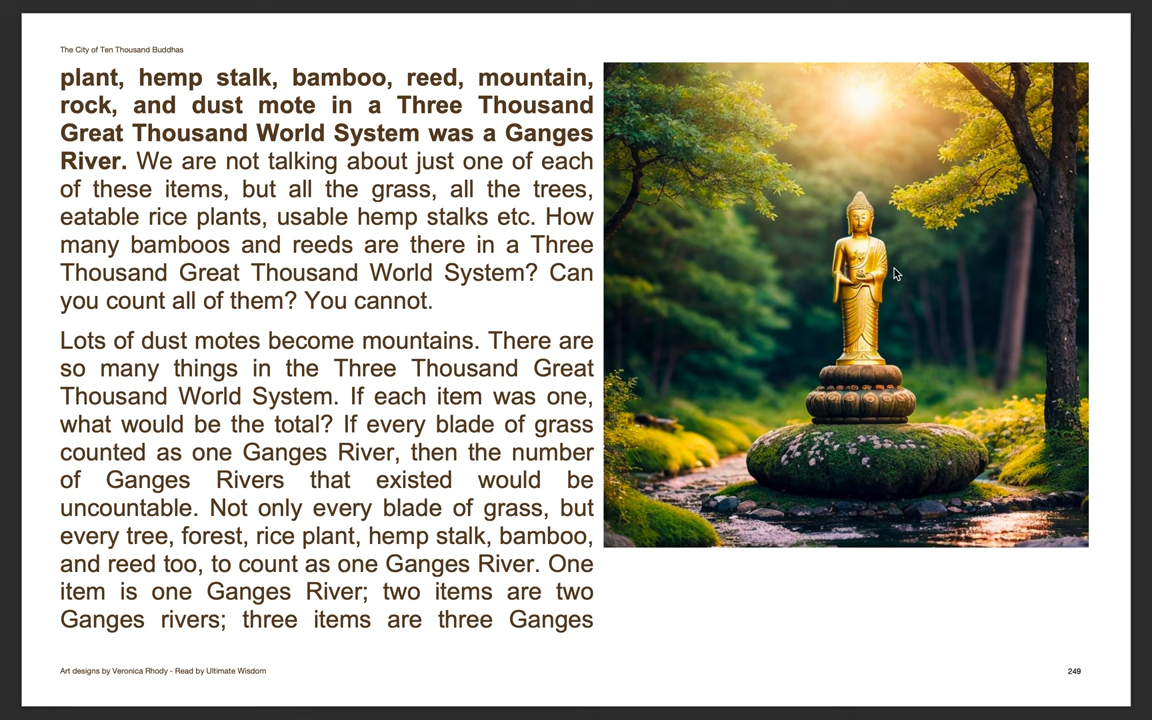 The City of Ten Thousand Buddhas
plant, hemp stalk, bamboo, reed, mountain,
rock, and dust mote in a Three Thousand
Great Thousand World System was a Ganges
River. We are not talking about just one of each
of these items, but all the grass, all the trees,
eatable rice plants, usable hemp stalks etc. How
many bamboos and reeds are there in a Three
Thousand Great Thousand World System? Can
you count all of them? You cannot.
Lots of dust motes become mountains. There are
so many things in the Three Thousand Great
Thousand World System. If each item was one,
what would be the total? If every blade of grass
counted as one Ganges River, then the number
of Ganges Rivers that existed would be
uncountable. Not only every blade of grass, but
every tree, forest, rice plant, hemp stalk, bamboo,
and reed too, to count as one Ganges River. One
item is one Ganges River; two items are two
Ganges rivers; three items are three Ganges
Art designs by Veronica Rhody - Read by Ultimate Wisdom
249